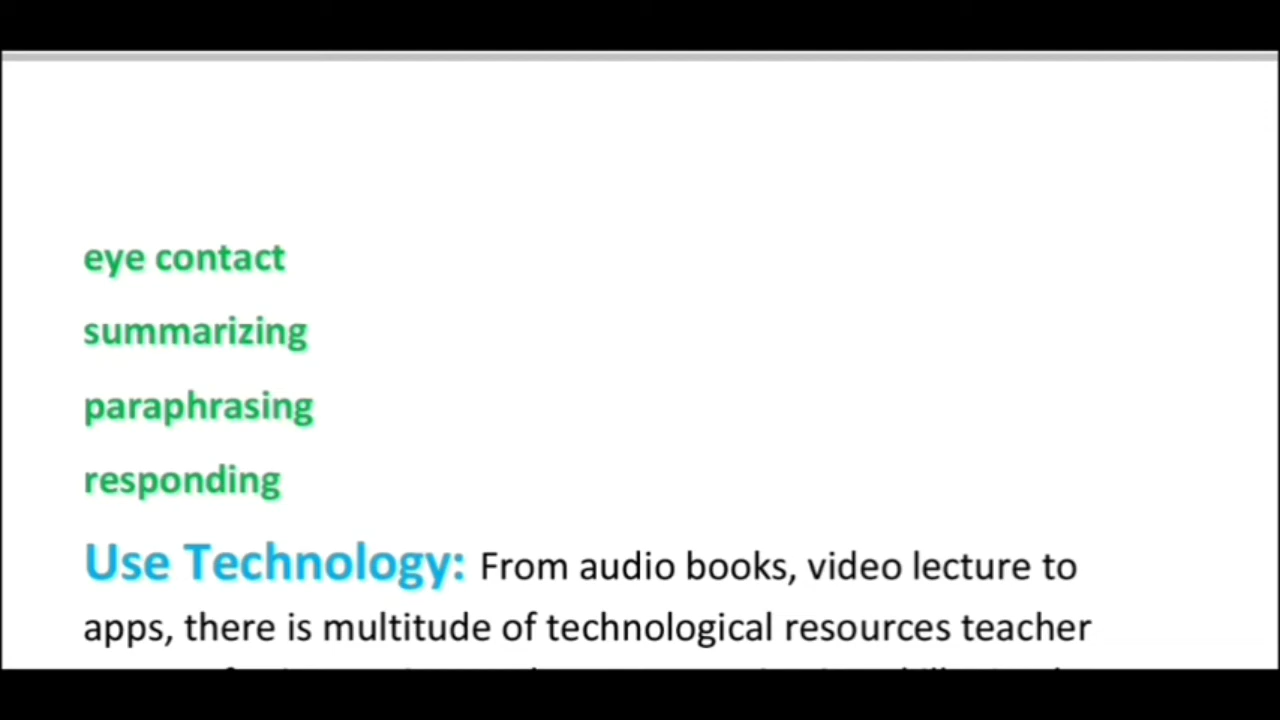 eye contact
summarizing
paraphrasing
responding
Use Technology: From audio books, video lecture to
apps, there is multitude of technological resources teacher